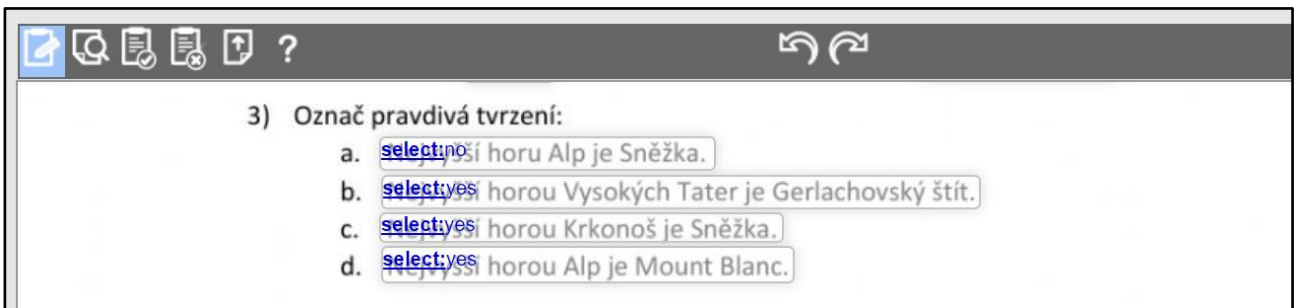 ?
3) Označ pravdivá tvrzení:
a. select:no horu Alp je Sněžka.
b. select:yes horou Vysokých Tater je Gerlachovský štít.
c. select:yes horou Krkonoš je Sněžka.
d. select:yes horou Alp je Mount Blanc.